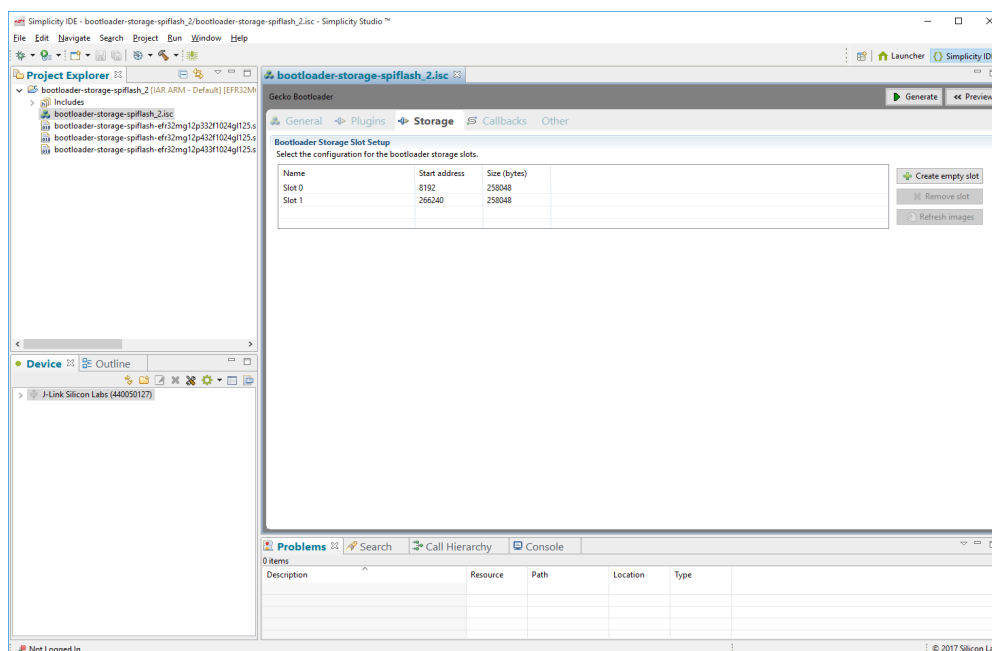 Simplicity IDE - bootloader-storage-spiflash_2/bootloader-storage-spiflash_2.isc - Simplicity Studio ™
File Edit Navigate Search Project Run Window Help
Launcher {} Simplicity IDE
Project Explorer
bootloader-storage-spiflash_2 [IAR ARM - Default] [EFR32M
Includes
bootloader-storage-spiflash_2.isc
bootloader-storage-spiflash-efr32mg12p332f1024gl125.s
bootloader-storage-spiflash-efr32mg12p432f1024gl125.s
bootloader-storage-spiflash-efr32mg12p433f1024gl125.s
bootloader-storage-spiflash_2.isc
Gecko Bootloader
Generate Preview
General Plugins Storage Callbacks Other
Bootloader Storage Slot Setup
Select the configuration for the bootloader storage slots.
Name Start address Size (bytes)
Slot 0 8192 258048
Slot 1 266240 258048
Create empty slot
Remove slot
Refresh images
Device Outline
J-Link Silicon Labs (440050127)
Problems Search Call Hierarchy Console
0 items
Description Resource Path Location Type
Not Logged In
© 2017 Silicon La